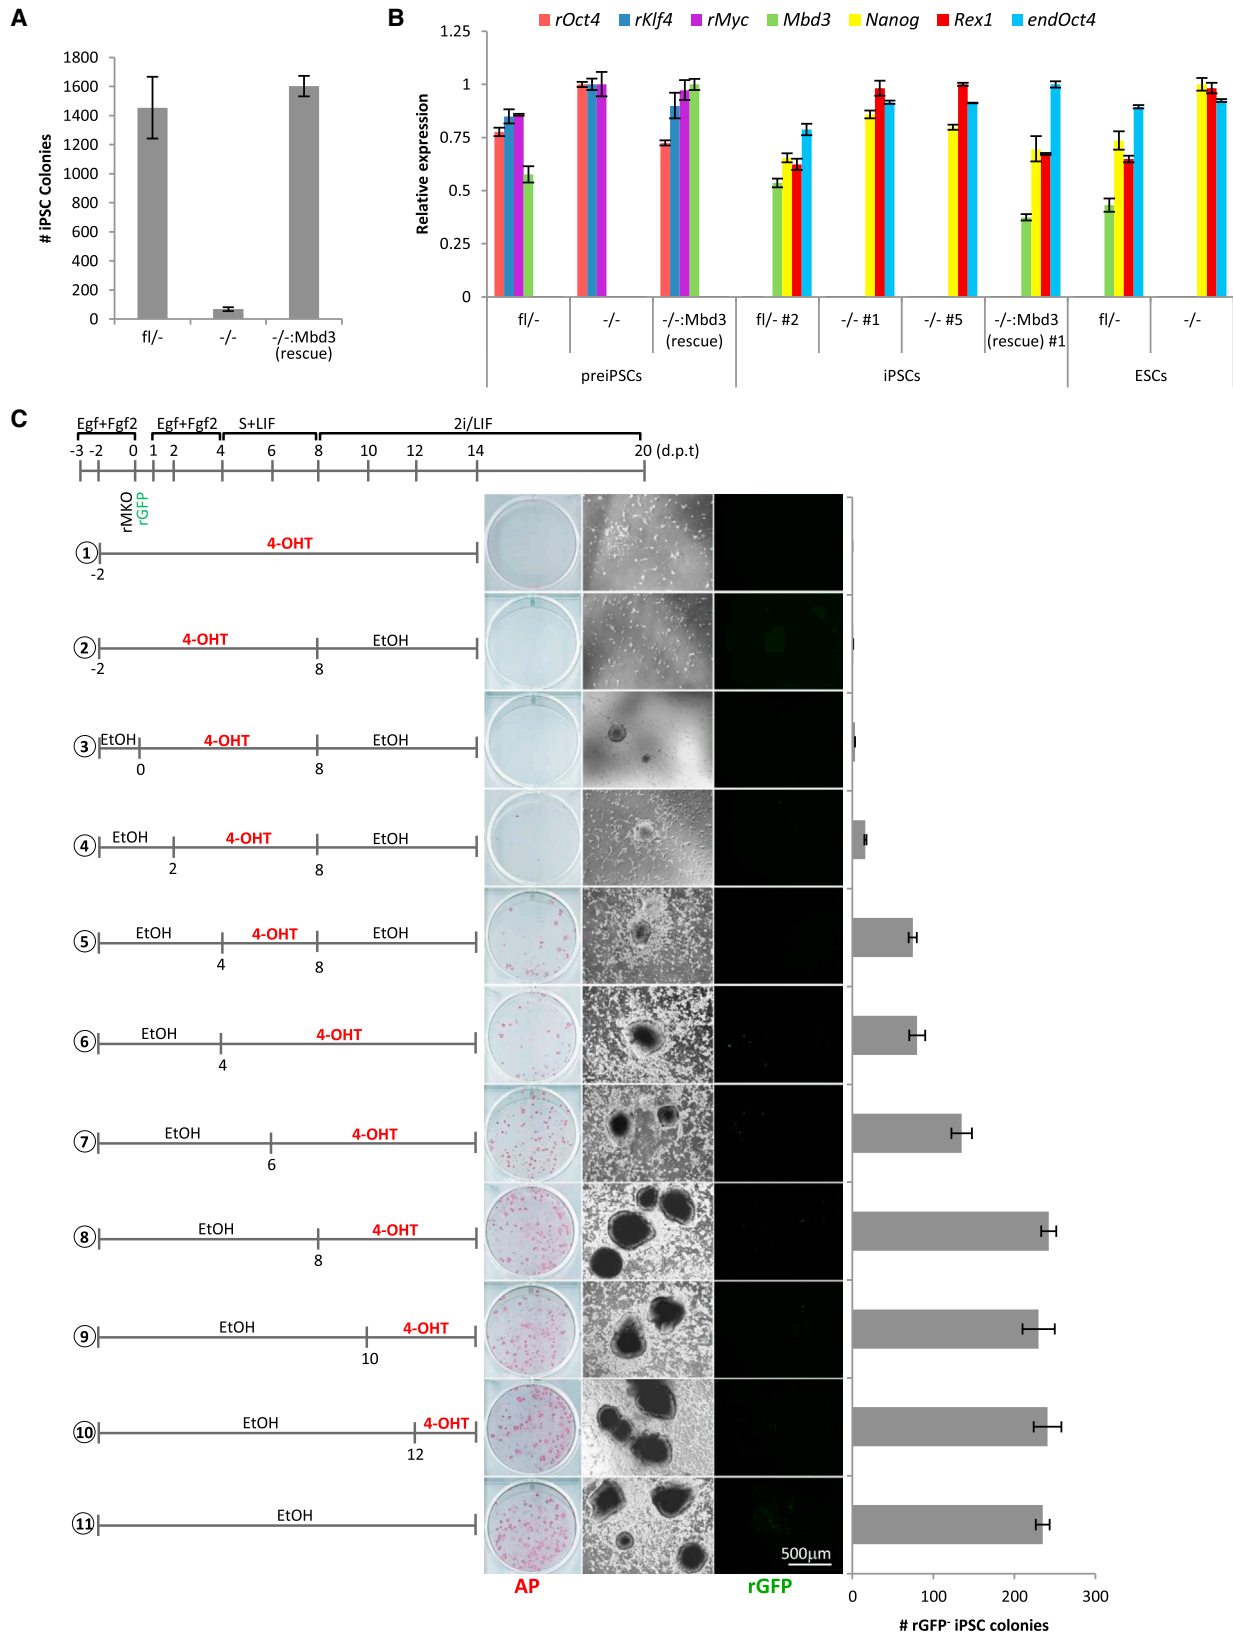 A
1800
1600
1400
1200
1000
800
600
400
200
0
# iPSC Colonies
fl/-
-/-
-/-:Mbd3
(rescue)
B
rOct4 rKlf4 rMyc Mbd3 Nanog Rex1 endOct4
1.25
1
0.75
0.5
0.25
0
Relative expression
fl/- -/- -/-:Mbd3 (rescue) fl/- #2 -/- #1 -/- #5 -/-:Mbd3 (rescue) #1 fl/- -/-
preiPSCs iPSCs ESCs
C
Egf+Fgf2 Egf+Fgf2 S+LIF 2i/LIF
-3 -2 0 1 2 4 6 8 10 12 14 20 (d.p.t)
rMKO
rGFP
1 4-OHT
-2
2 4-OHT EtOH
-2 8
3 EtOH 4-OHT EtOH
0 8
4 EtOH 4-OHT EtOH
2 8
5 EtOH 4-OHT EtOH
4 8
6 EtOH 4-OHT
4
7 EtOH 4-OHT
6
8 EtOH 4-OHT
8
9 EtOH 4-OHT
10
10 EtOH 4-OHT
12
11 EtOH
500µm
AP rGFP
0 100 200 300
# rGFP- iPSC colonies